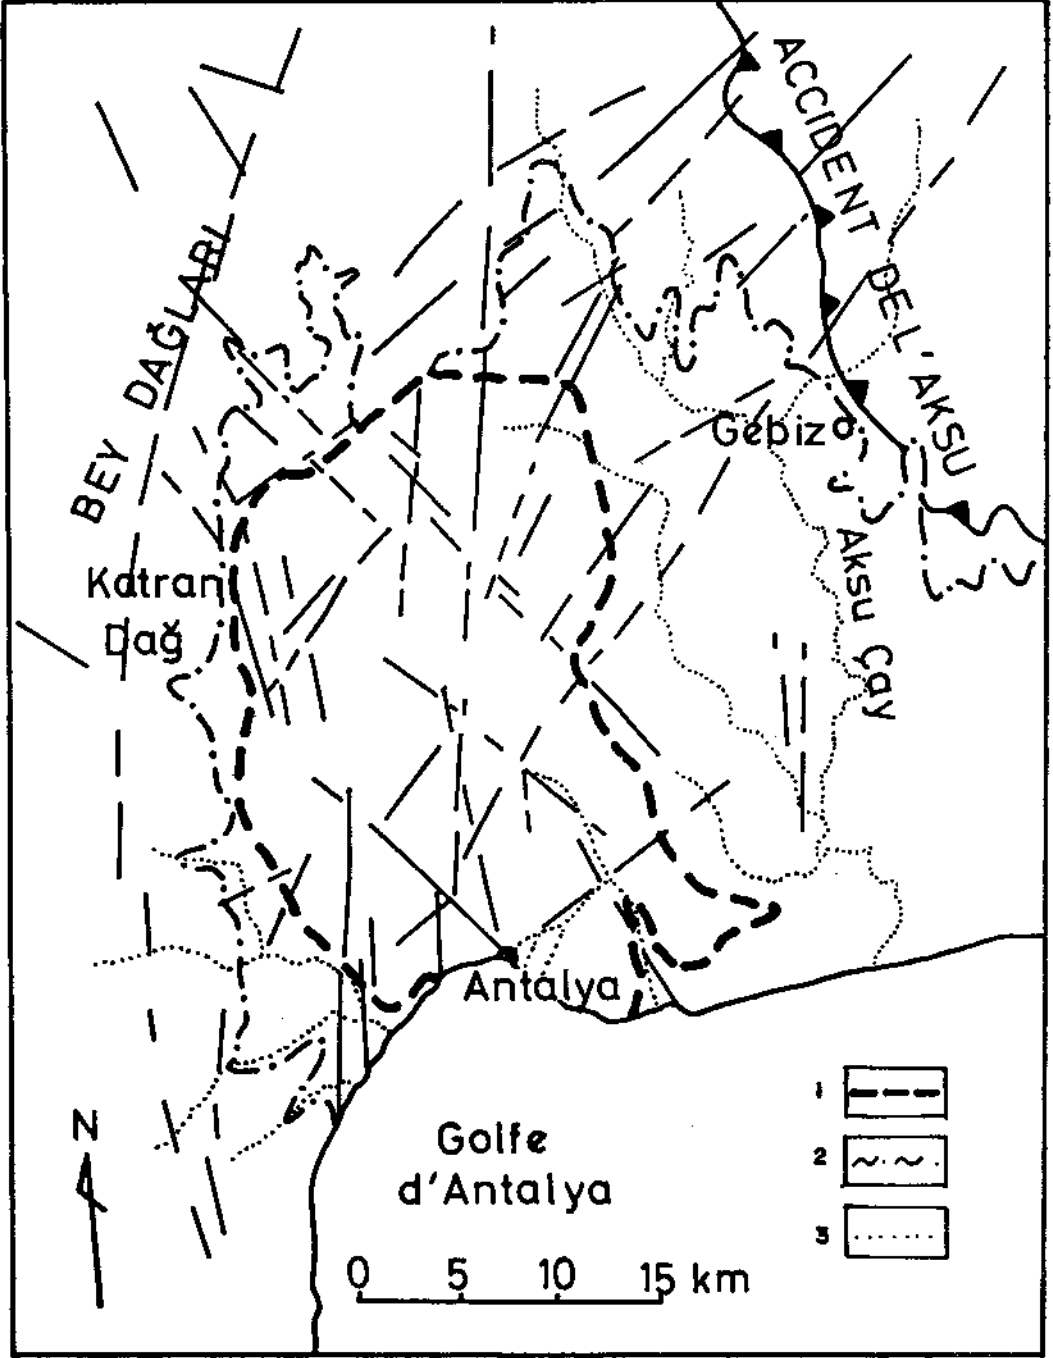 ACCIDENT DE L'AKSU
BEY DAĞLARI
Gebiz
Aksu Çay
Katran
Dağ
Antalya
Golfe
d'Antalya
N
0 5 10 15 km
1
2
3